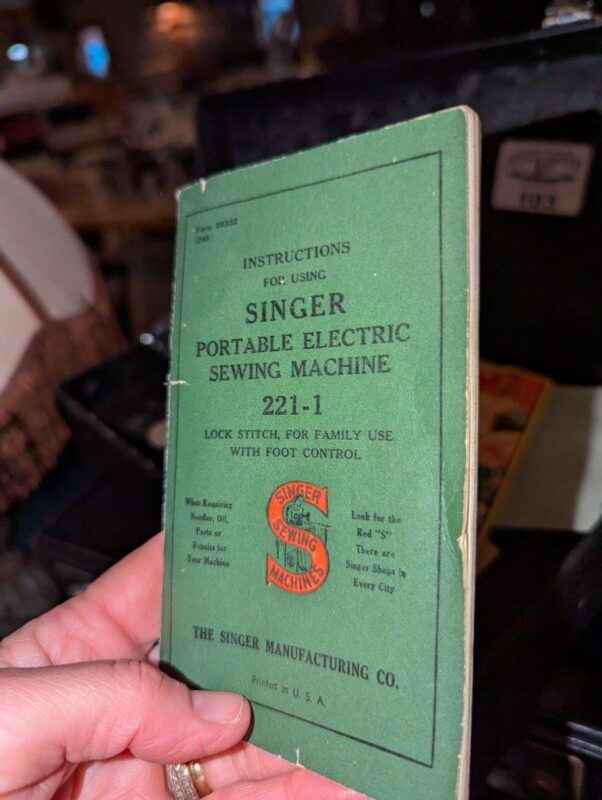 INSTRUCTIONS
FOR USING
SINGER
PORTABLE ELECTRIC
SEWING MACHINE
221-1
LOCK STITCH, FOR FAMILY USE
WITH FOOT CONTROL
When Requiring
Needles, Oil,
Parts or
Repairs for
Your Machine
SINGER
SEWING
MACHINES
Look for the
Red "S"
There are
Singer Shops in
Every City
THE SINGER MANUFACTURING CO.
Printed in U. S. A.